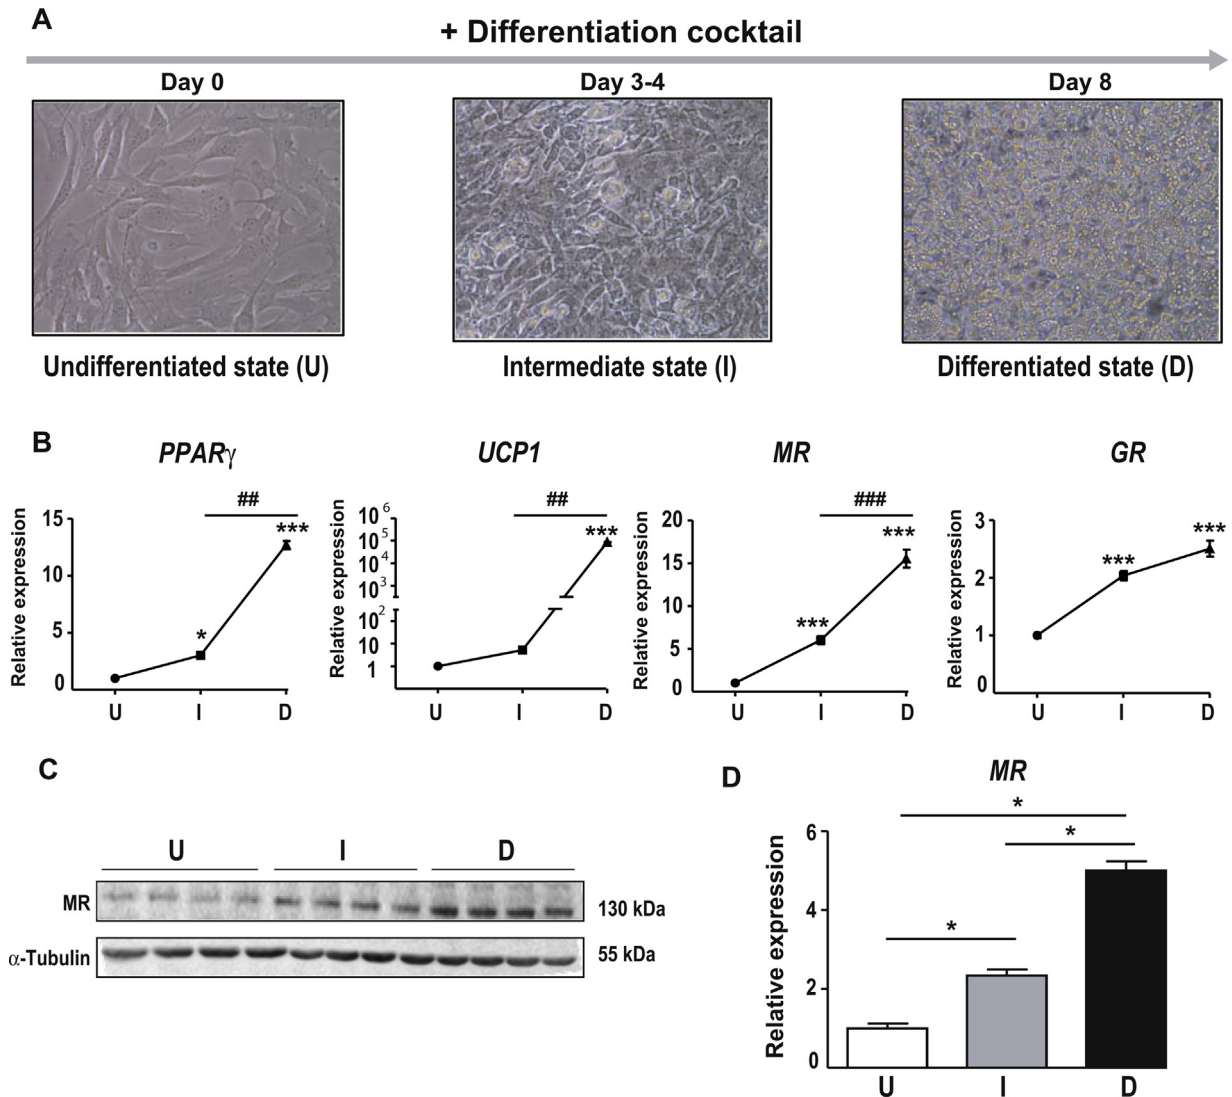 A
+ Differentiation cocktail
Day 0
Day 3-4
Day 8
Undifferentiated state (U)
Intermediate state (I)
Differentiated state (D)
B
PPARγ
UCP1
MR
GR
Relative expression
15
10
5
0
##
*
***
U I D
Relative expression
10^6
10^5
10^4
10^3
10^2
10
1
##
***
U I D
Relative expression
20
15
10
5
0
###
***
***
U I D
Relative expression
3
2
1
0
***
***
U I D
C
U I D
MR
130 kDa
α-Tubulin
55 kDa
D
MR
Relative expression
6
4
2
0
*
*
*
U I D